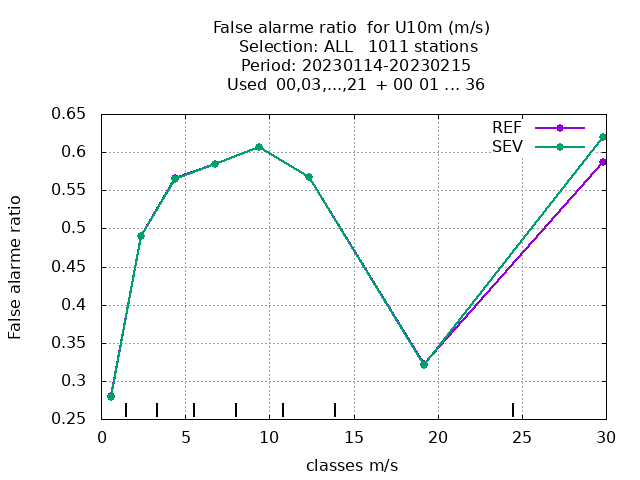 False alarme ratio  for U10m (m/s)
Selection: ALL   1011 stations
Period: 20230114-20230215
Used  00,03,...,21  + 00 01 ... 36
REF
SEV
0.65
0.6
0.55
0.5
0.45
0.4
0.35
0.3
0.25
False alarme ratio
0
5
10
15
20
25
30
classes m/s